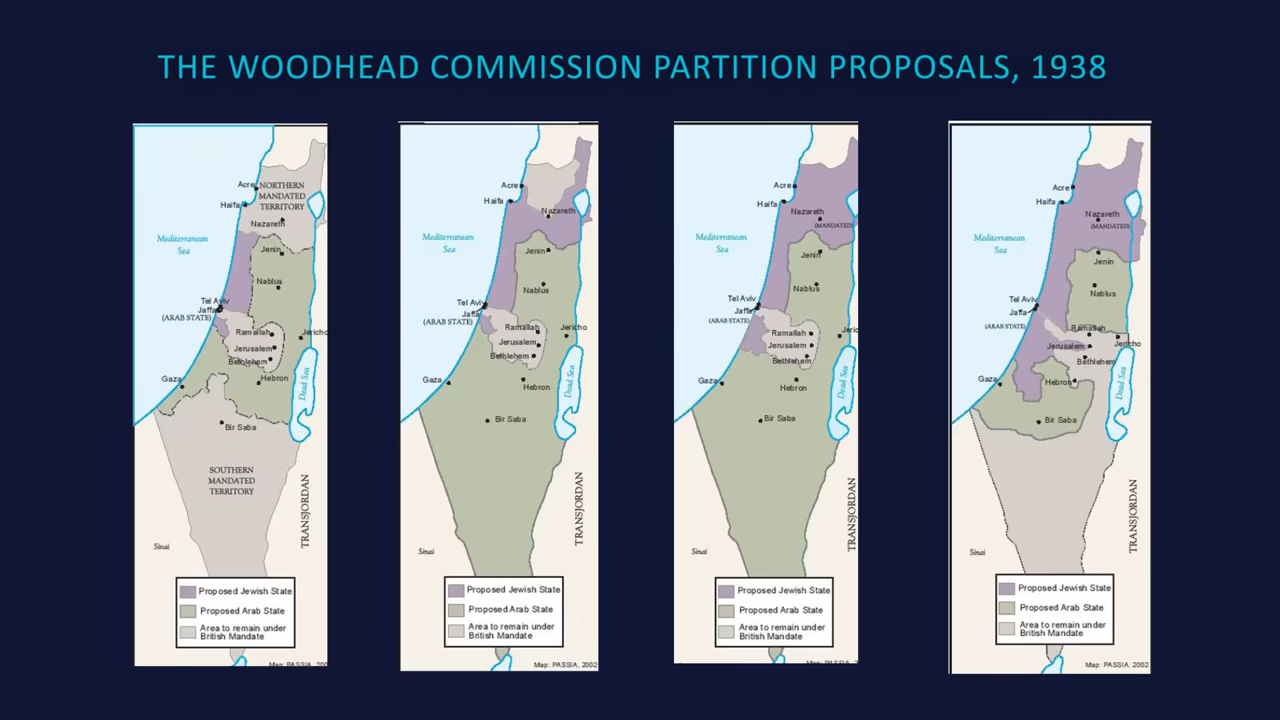 THE WOODHEAD COMMISSION PARTITION PROPOSALS, 1938
Acre
NORTHERN
MANDATED
TERRITORY
Haifa
Nazareth
Mediterranean
Sea
Jenin
Nablus
Tel Aviv
Jaffa
(ARAB STATE)
Ramallah
Jericho
Jerusalem
Bethlehem
Gaza
Hebron
Dead Sea
Bir Saba
SOUTHERN
MANDATED
TERRITORY
TRANSJORDAN
Sinai
Proposed Jewish State
Proposed Arab State
Area to remain under
British Mandate
Map: PASSIA, 200
Acre
Haifa
Nazareth
Mediterranean
Sea
Jenin
Nablus
Tel Aviv
Jaffa
(ARAB STATE)
Ramallah
Jericho
Jerusalem
Bethlehem
Gaza
Hebron
Dead Sea
Bir Saba
TRANSJORDAN
Sinai
Proposed Jewish State
Proposed Arab State
Area to remain under
British Mandate
Map: PASSIA, 2002
Acre
Haifa
Nazareth
(MANDATED)
Mediterranean
Sea
Jenin
Nablus
Tel Aviv
Jaffa
(ARAB STATE)
Ramallah
Jeric
Jerusalem
Bethlehem
Gaza
Hebron
Dead Sea
Bir Saba
TRANSJORDAN
Sinai
Proposed Jewish State
Proposed Arab State
Area to remain under
British Mandate
Map: PASSIA, 2
Acre
Haifa
Nazareth
(MANDATED)
Mediterranean
Sea
Jenin
Nablus
Tel Aviv
Jaffa
(ARAB STATE)
Ramallah
Jericho
Jerusalem
Bethlehem
Gaza
Hebron
Dead Sea
Bir Saba
TRANSJORDAN
Sinai
Proposed Jewish State
Proposed Arab State
Area to remain under
British Mandate
Map: PASSIA, 2002